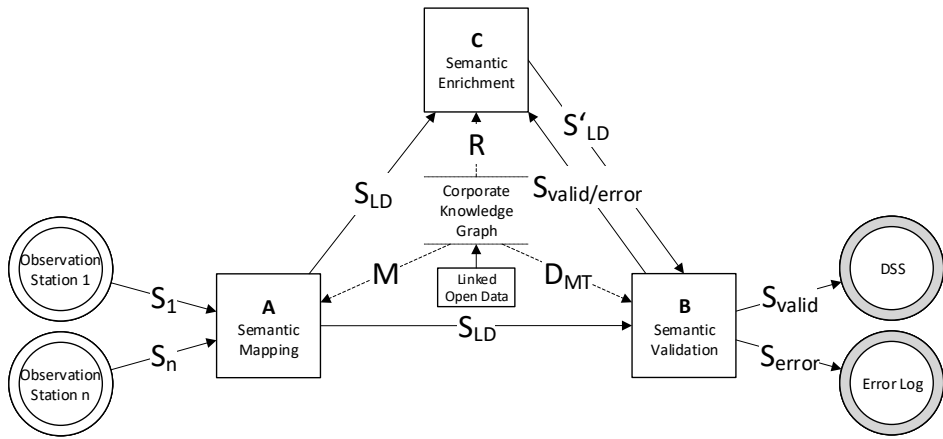 C
Semantic
Enrichment
S'LD
R
SLD
Corporate
Knowledge
Graph
Svalid/error
Observation
Station 1
S1
M
Linked
Open Data
DMT
DSS
A
Semantic
Mapping
SLD
B
Semantic
Validation
Svalid
Observation
Station n
Sn
Serror
Error Log